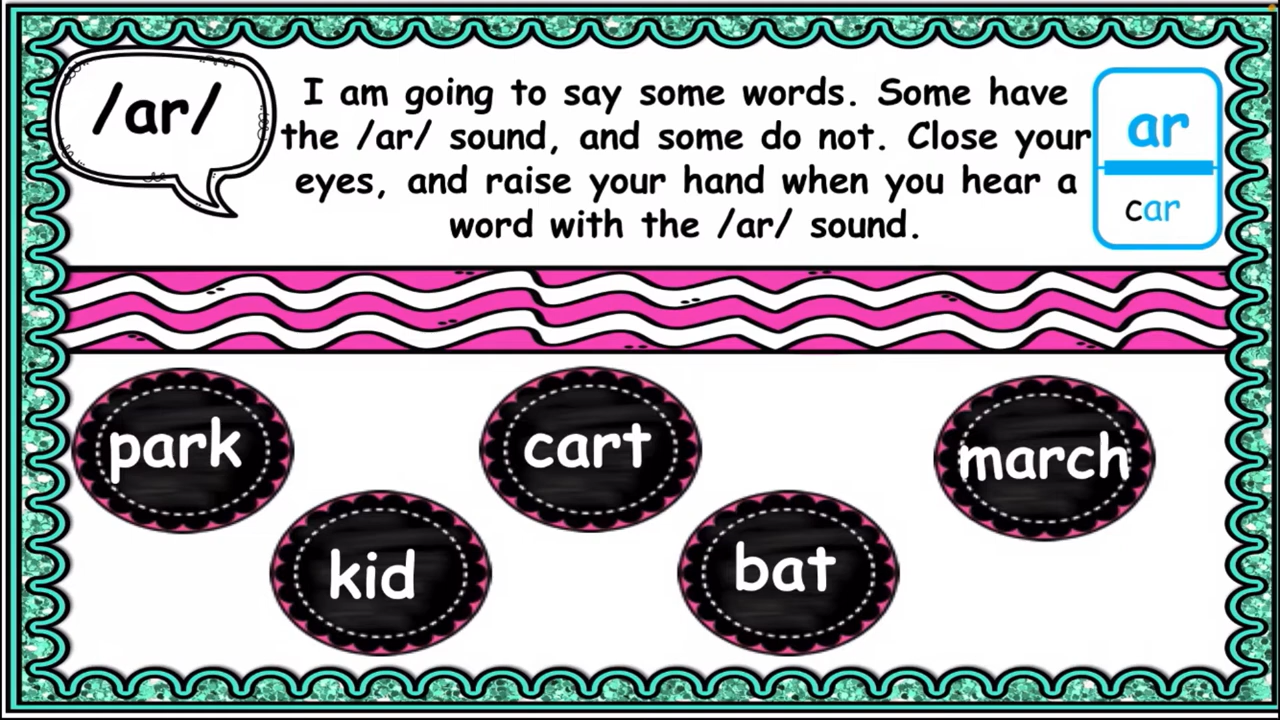 /ar/
I am going to say some words. Some have
the /ar/ sound, and some do not. Close your
eyes, and raise your hand when you hear a
word with the /ar/ sound.
ar
car
park
cart
march
kid
bat